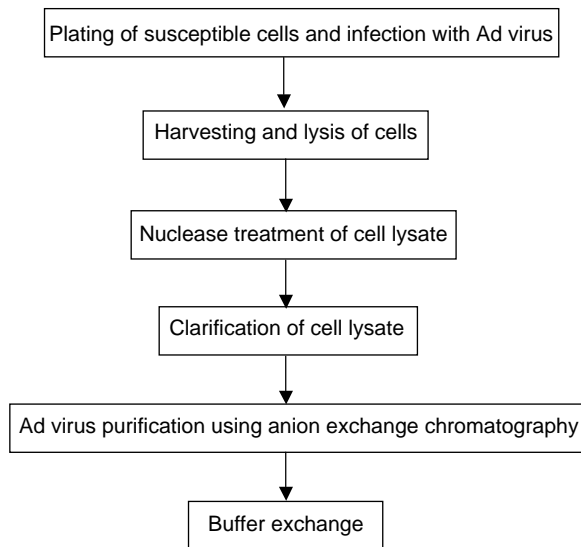 Plating of susceptible cells and infection with Ad virus
Harvesting and lysis of cells
Nuclease treatment of cell lysate
Clarification of cell lysate
Ad virus purification using anion exchange chromatography
Buffer exchange